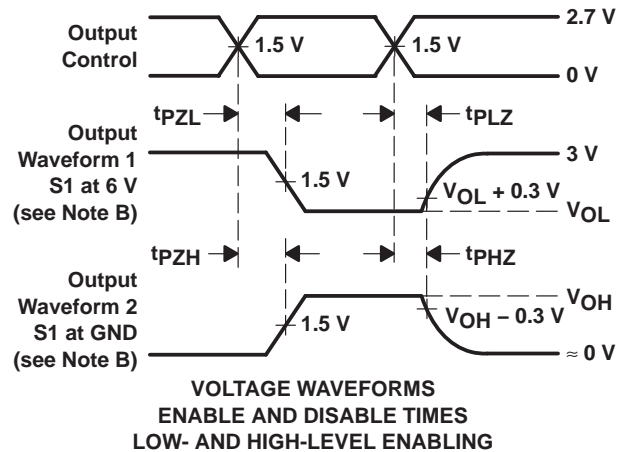 2.7 V
Output
Control
1.5 V
1.5 V
0 V
tPZL
tPLZ
Output
Waveform 1
S1 at 6 V
(see Note B)
3 V
1.5 V
VOL + 0.3 V
VOL
tPZH
tPHZ
Output
Waveform 2
S1 at GND
(see Note B)
VOH
VOH − 0.3 V
1.5 V
≈ 0 V
VOLTAGE WAVEFORMS
ENABLE AND DISABLE TIMES
LOW- AND HIGH-LEVEL ENABLING